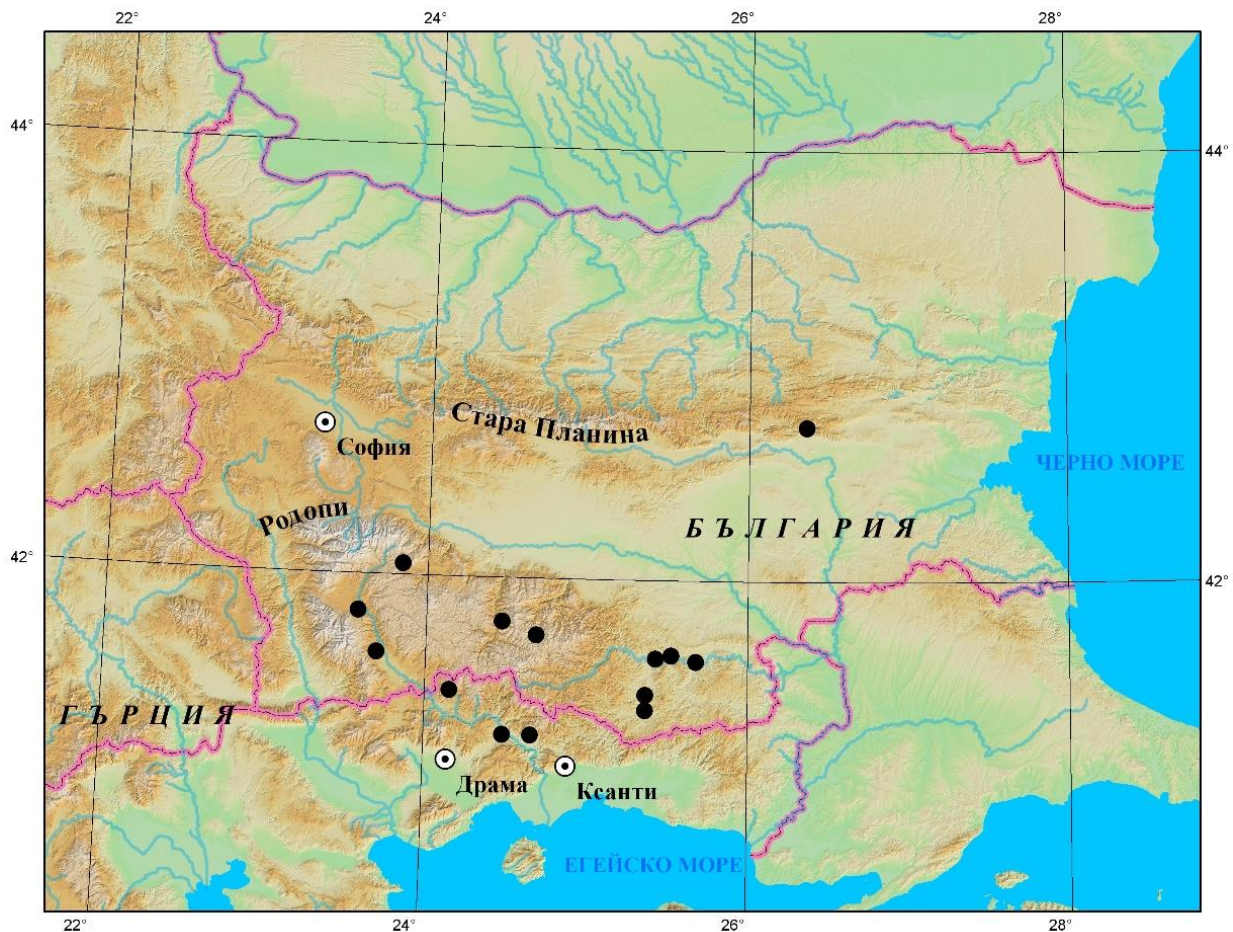 22° 24° 26° 28°
44° 44°
Стара Планина
София
ЧЕРНО МОРЕ
Родопи
БЪЛГАРИЯ
42° 42°
ГЪРЦИЯ
Драма Ксанти
ЕГЕЙСКО МОРЕ
22° 24° 26° 28°